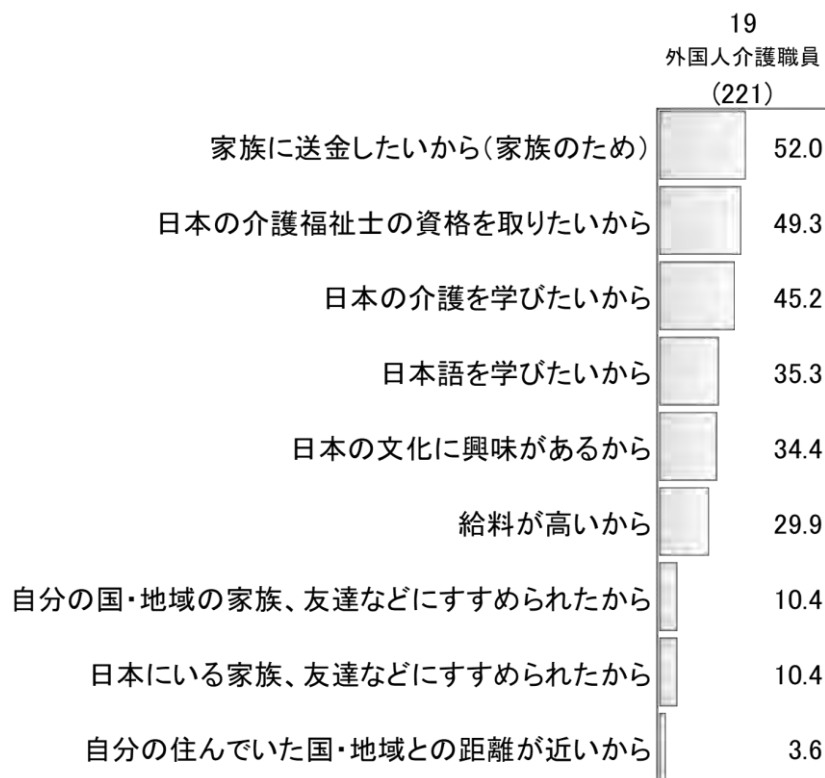 19
外国人介護職員
(221)
家族に送金したいから(家族のため) 52.0
日本の介護福祉士の資格を取りたいから 49.3
日本の介護を学びたいから 45.2
日本語を学びたいから 35.3
日本の文化に興味があるから 34.4
給料が高いから 29.9
自分の国・地域の家族、友達などにすすめられたから 10.4
日本にいる家族、友達などにすすめられたから 10.4
自分の住んでいた国・地域との距離が近いから 3.6